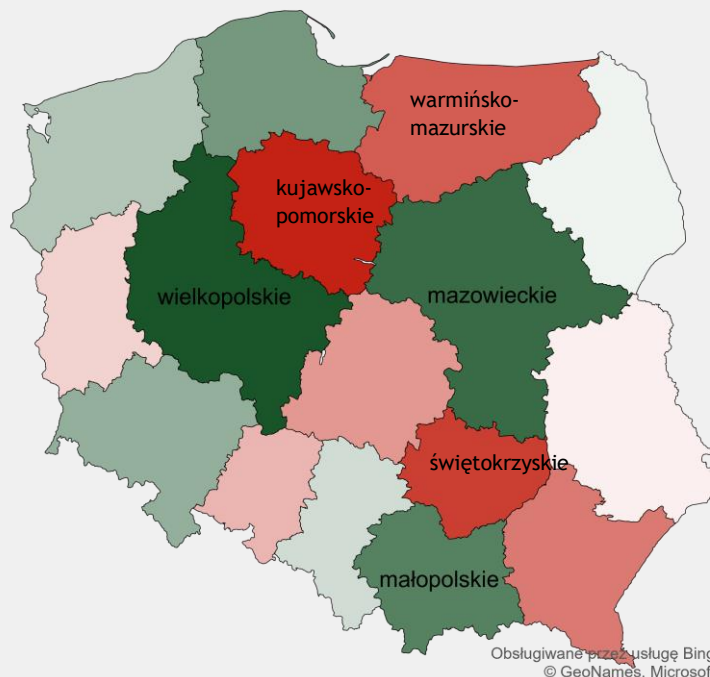 warmińsko-
mazurskie
kujawsko-
pomorskie
wielkopolskie
mazowieckie
świętokrzyskie
małopolskie
Obsługiwane przez usługę Bing
© GeoNames, Microsoft